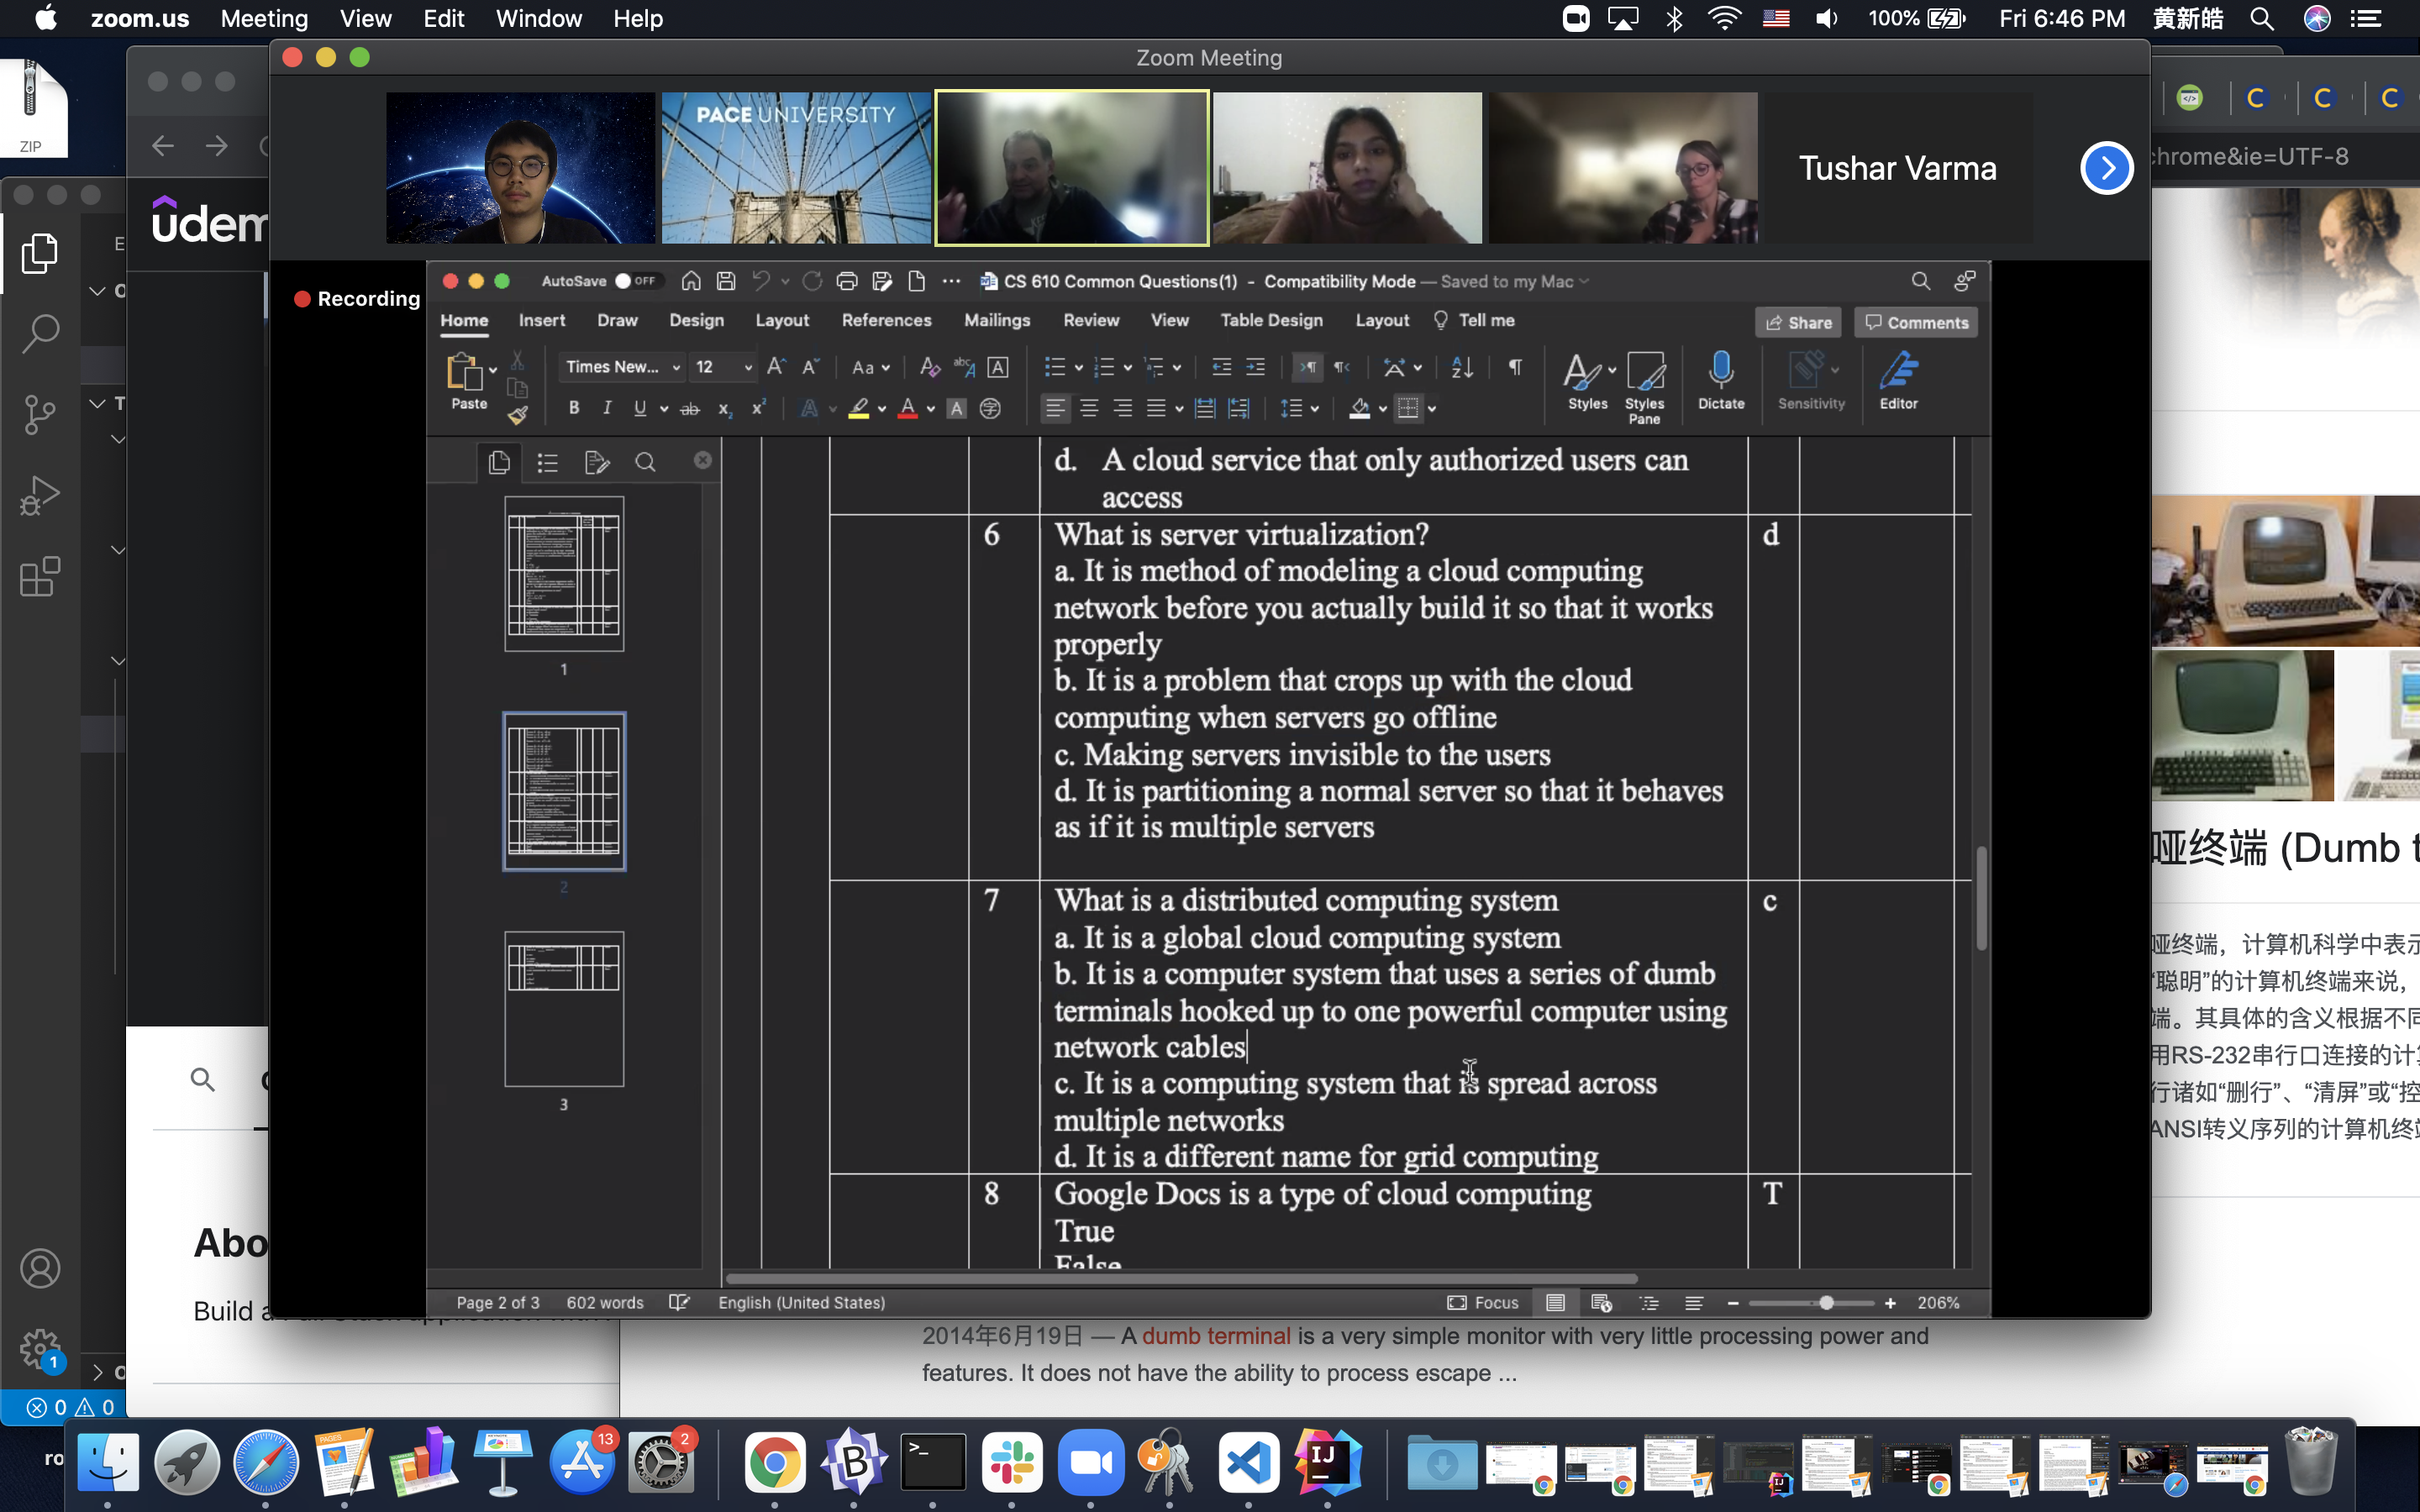 zoom.us Meeting View Edit Window Help 100% Fri 6:46 PM 黄新皓
Zoom Meeting
ZIP
PACE UNIVERSITY
Tushar Varma
chrome&ie=UTF-8
udem
Recording
AutoSave OFF CS 610 Common Questions(1) - Compatibility Mode — Saved to my Mac
Home Insert Draw Design Layout References Mailings Review View Table Design Layout Tell me Share Comments
Times New... 12
Paste Styles Styles Pane Dictate Sensitivity Editor
d. A cloud service that only authorized users can
access
6 What is server virtualization? d
a. It is method of modeling a cloud computing
network before you actually build it so that it works
properly
b. It is a problem that crops up with the cloud
computing when servers go offline
c. Making servers invisible to the users
d. It is partitioning a normal server so that it behaves
as if it is multiple servers
7 What is a distributed computing system c
a. It is a global cloud computing system
b. It is a computer system that uses a series of dumb
terminals hooked up to one powerful computer using
network cables
c. It is a computing system that is spread across
multiple networks
d. It is a different name for grid computing
8 Google Docs is a type of cloud computing T
True
False
1
2
3
Page 2 of 3 602 words English (United States) Focus 206%
哑终端 (Dumb t
哑终端，计算机科学中表示
“聪明”的计算机终端来说，
端。其具体的含义根据不同
用RS-232串行口连接的计
行诸如“删行”、“清屏”或“控
ANSI转义序列的计算机终
Abo
Build a
2014年6月19日 — A dumb terminal is a very simple monitor with very little processing power and
features. It does not have the ability to process escape ...
1
0 0
ro
PAGES 13 2